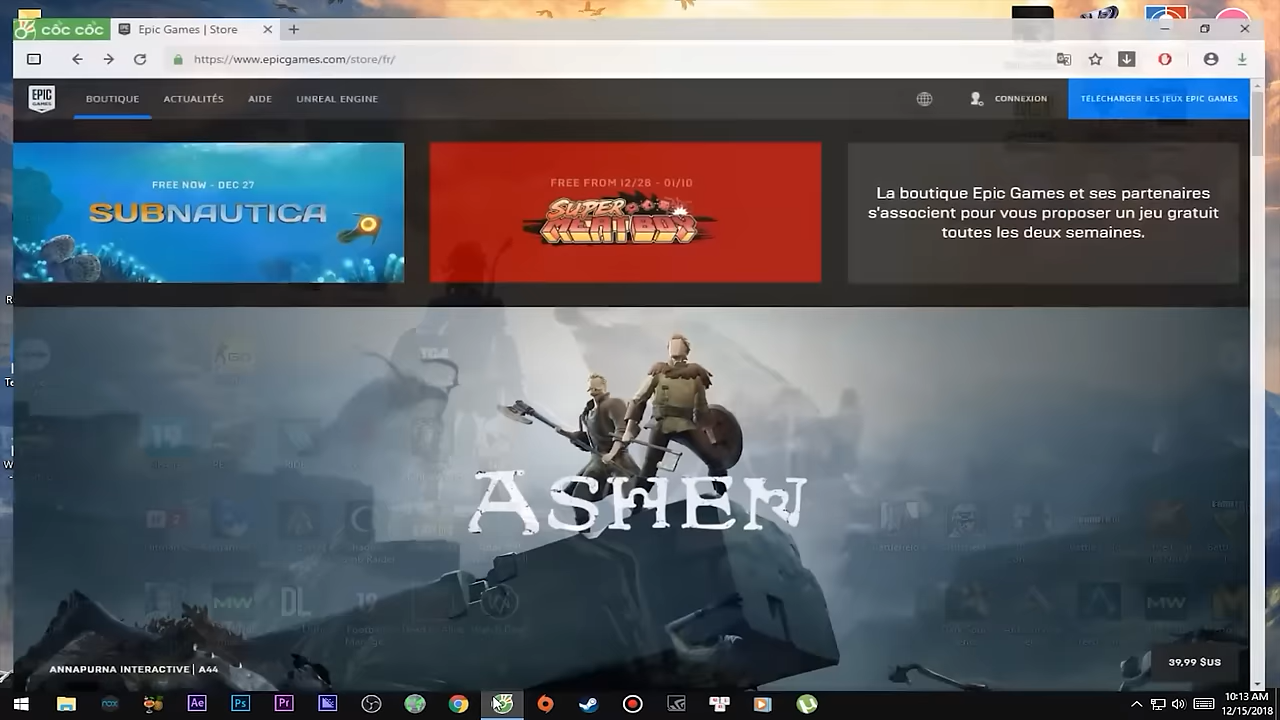 cốc cốc
Epic Games | Store
https://www.epicgames.com/store/fr/
EPIC
GAMES
BOUTIQUE
ACTUALITÉS
AIDE
UNREAL ENGINE
CONNEXION
TÉLÉCHARGER LES JEUX EPIC GAMES
FREE NOW - DEC 27
SUBNAUTICA
FREE FROM 12/28 - 01/10
SUPER
MEAT BOY
La boutique Epic Games et ses partenaires
s'associent pour vous proposer un jeu gratuit
toutes les deux semaines.
ASHEN
ANNAPURNA INTERACTIVE | A44
39,99 $US
Ae
Ps
Pr
10:13 AM
12/15/2018